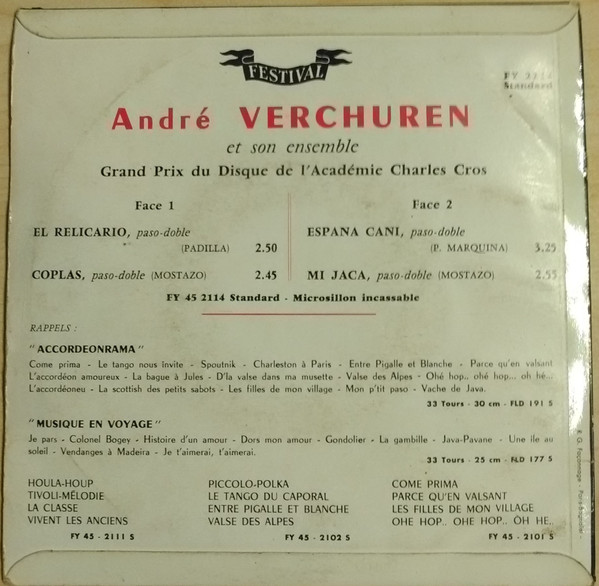 FESTIVAL
FY 2114
Standard
André VERCHUREN
et son ensemble
Grand Prix du Disque de l'Académie Charles Cros
Face 1
EL RELICARIO, paso-doble
(PADILLA) 2.50
COPLAS, paso-doble (MOSTAZO) 2.45
Face 2
ESPANA CANI, paso-doble
(P. MARQUINA) 3.25
MI JACA, paso-doble (MOSTAZO) 2.55
FY 45 2114 Standard - Microsillon incassable
RAPPELS :
"ACCORDEONRAMA"
Come prima - Le tango nous invite - Spoutnik - Charleston à Paris - Entre Pigalle et Blanche - Parce qu'en valsant
L'accordéon amoureux - La bague à Jules - D'la valse dans ma musette - Valse des Alpes - Ohé hop.. ohé hop... oh hé...
L'accordéoneu - La scottish des petits sabots - Les filles de mon village - Mon p'tit paso - Vache de Java.
33 Tours - 30 cm - FLD 191 S
"MUSIQUE EN VOYAGE"
Je pars - Colonel Bogey - Histoire d'un amour - Dors mon amour - Gondolier - La gambille - Java-Pavane - Une ile au
soleil - Vendanges à Madeira - Je t'aimerai, t'aimerai.
33 Tours - 25 cm - FLD 177 S
HOULA-HOUP
TIVOLI-MÉLODIE
LA CLASSE
VIVENT LES ANCIENS
FY 45 - 2111 S
PICCOLO-POLKA
LE TANGO DU CAPORAL
ENTRE PIGALLE ET BLANCHE
VALSE DES ALPES
FY 45 - 2102 S
COME PRIMA
PARCE QU'EN VALSANT
LES FILLES DE MON VILLAGE
OHE HOP.. OHE HOP.. OH HE..
FY 45 - 2101 S